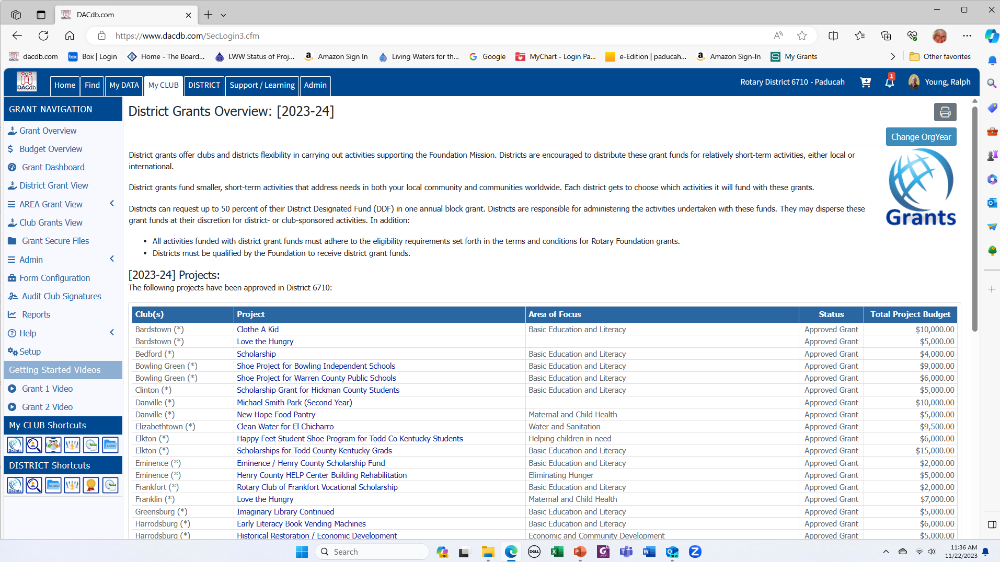 DACdb.com
https://www.dacdb.com/SecLogin3.cfm
dacdb.com
Box | Login
Home - The Board...
LWW Status of Proj...
Amazon Sign In
Living Waters for th...
Google
MyChart - Login Pa...
e-Edition | paducah...
Amazon Sign-In
My Grants
Other favorites
DACdb
Home
Find
My DATA
My CLUB
DISTRICT
Support / Learning
Admin
Rotary District 6710 - Paducah
1
Young, Ralph
GRANT NAVIGATION
Grant Overview
Budget Overview
Grant Dashboard
District Grant View
AREA Grant View
Club Grants View
Grant Secure Files
Admin
Form Configuration
Audit Club Signatures
Reports
Help
Setup
Getting Started Videos
Grant 1 Video
Grant 2 Video
My CLUB Shortcuts
Grants
DISTRICT Shortcuts
Grants
District Grants Overview: [2023-24]
Change OrgYear
Grants
District grants offer clubs and districts flexibility in carrying out activities supporting the Foundation Mission. Districts are encouraged to distribute these grant funds for relatively short-term activities, either local or
international.
District grants fund smaller, short-term activities that address needs in both your local community and communities worldwide. Each district gets to choose which activities it will fund with these grants.
Districts can request up to 50 percent of their District Designated Fund (DDF) in one annual block grant. Districts are responsible for administering the activities undertaken with these funds. They may disperse these
grant funds at their discretion for district- or club-sponsored activities. In addition:
• All activities funded with district grant funds must adhere to the eligibility requirements set forth in the terms and conditions for Rotary Foundation grants.
• Districts must be qualified by the Foundation to receive district grant funds.
[2023-24] Projects:
The following projects have been approved in District 6710:
Club(s) Project Area of Focus Status Total Project Budget
Bardstown (*) Clothe A Kid Basic Education and Literacy Approved Grant $10,000.00
Bardstown (*) Love the Hungry Approved Grant $5,000.00
Bedford (*) Scholarship Basic Education and Literacy Approved Grant $4,000.00
Bowling Green (*) Shoe Project for Bowling Independent Schools Basic Education and Literacy Approved Grant $9,000.00
Bowling Green (*) Shoe Project for Warren County Public Schools Basic Education and Literacy Approved Grant $6,000.00
Clinton (*) Scholarship Grant for Hickman County Students Basic Education and Literacy Approved Grant $5,000.00
Danville (*) Michael Smith Park (Second Year) Approved Grant $10,000.00
Danville (*) New Hope Food Pantry Maternal and Child Health Approved Grant $5,000.00
Elizabethtown (*) Clean Water for El Chicharro Water and Sanitation Approved Grant $9,500.00
Elkton (*) Happy Feet Student Shoe Program for Todd Co Kentucky Students Helping children in need Approved Grant $6,000.00
Elkton (*) Scholarships for Todd County Kentucky Grads Basic Education and Literacy Approved Grant $15,000.00
Eminence (*) Eminence / Henry County Scholarship Fund Basic Education and Literacy Approved Grant $2,000.00
Eminence (*) Henry County HELP Center Building Rehabilitation Eliminating Hunger Approved Grant $5,000.00
Frankfort (*) Rotary Club of Frankfort Vocational Scholarship Basic Education and Literacy Approved Grant $2,000.00
Franklin (*) Love the Hungry Maternal and Child Health Approved Grant $7,000.00
Greensburg (*) Imaginary Library Continued Basic Education and Literacy Approved Grant $5,000.00
Harrodsburg (*) Early Literacy Book Vending Machines Basic Education and Literacy Approved Grant $6,000.00
Harrodsburg (*) Historical Restoration / Economic Development Economic and Community Development Approved Grant $5,000.00
Search
PRE
DELL
11:36 AM
11/22/2023